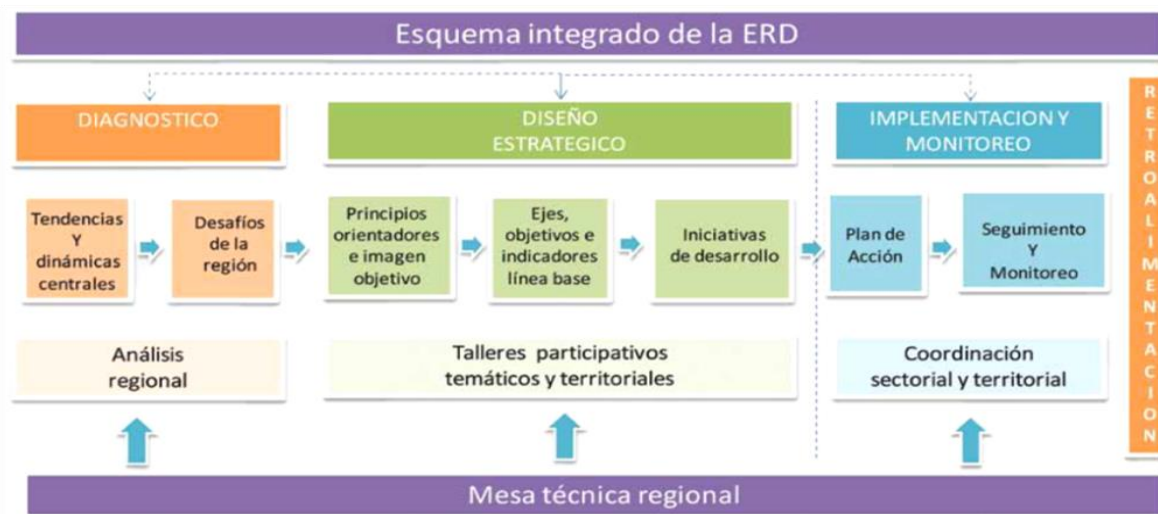 Esquema integrado de la ERD
DIAGNOSTICO
DISEÑO
ESTRATEGICO
IMPLEMENTACION Y
MONITOREO
Tendencias
Y
dinámicas
centrales
Desafíos
de la
región
Principios
orientadores
e imagen
objetivo
Ejes,
objetivos e
indicadores
línea base
Iniciativas
de desarrollo
Plan de
Acción
Seguimiento
Y
Monitoreo
Análisis
regional
Talleres participativos
temáticos y territoriales
Coordinación
sectorial y territorial
RETROALIMENTACION
Mesa técnica regional